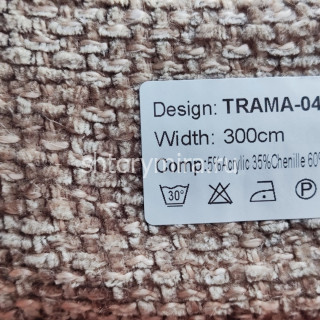 Design: TRAMA-04
Width: 300cm
Comp:5%Acrylic 35%Chenille 60%
30°
P